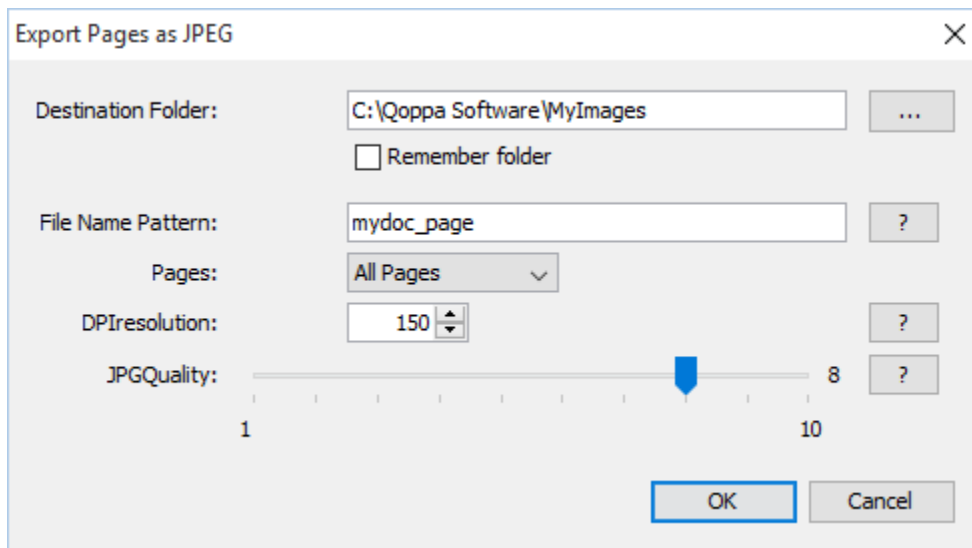 Export Pages as JPEG
Destination Folder: C:\Qoppa Software\MyImages ...
Remember folder
File Name Pattern: mydoc_page ?
Pages: All Pages
DPIresolution: 150 ?
JPGQuality: 8 ?
1 10
OK Cancel